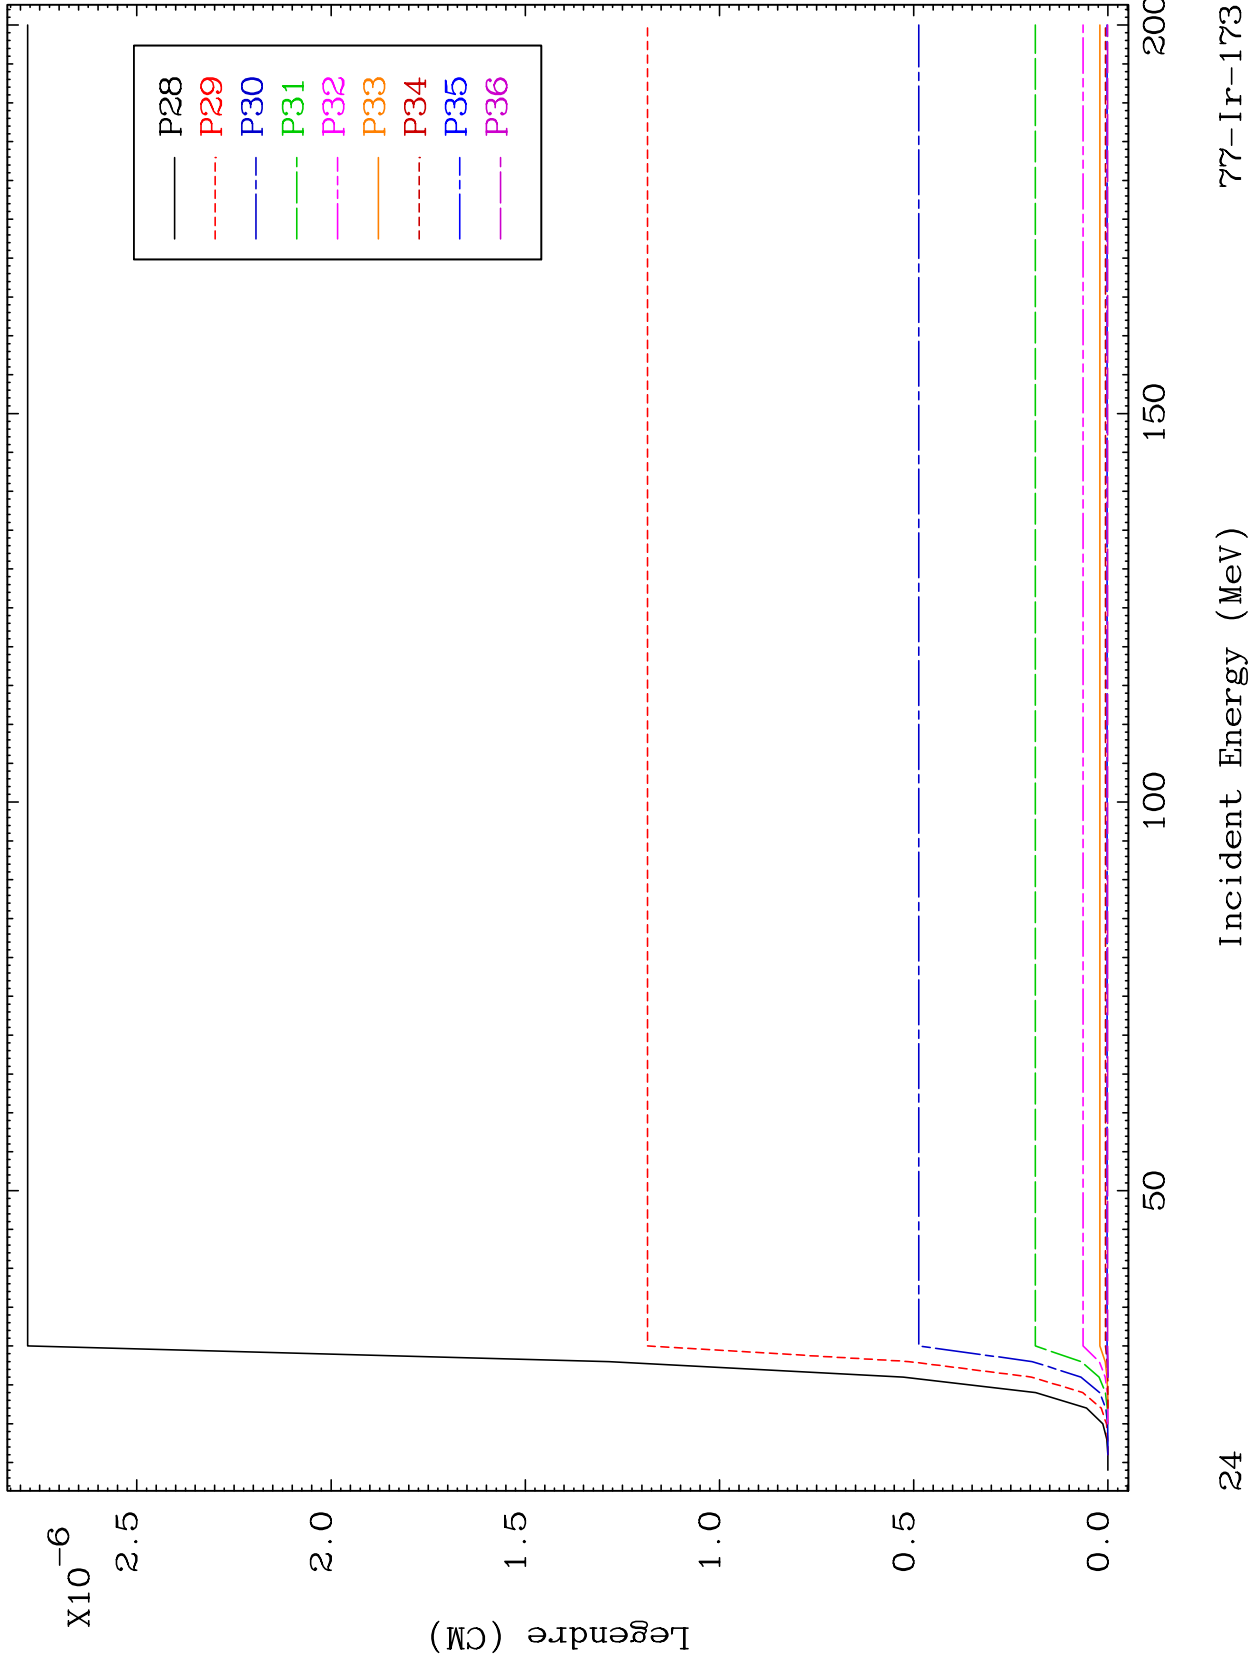 X10-6
2.5
2.0
1.5
1.0
0.5
0.0
Legendre (CM)
P28
P29
P30
P31
P32
P33
P34
P35
P36
50
100
150
200
24
Incident Energy (MeV)
77-Ir-173